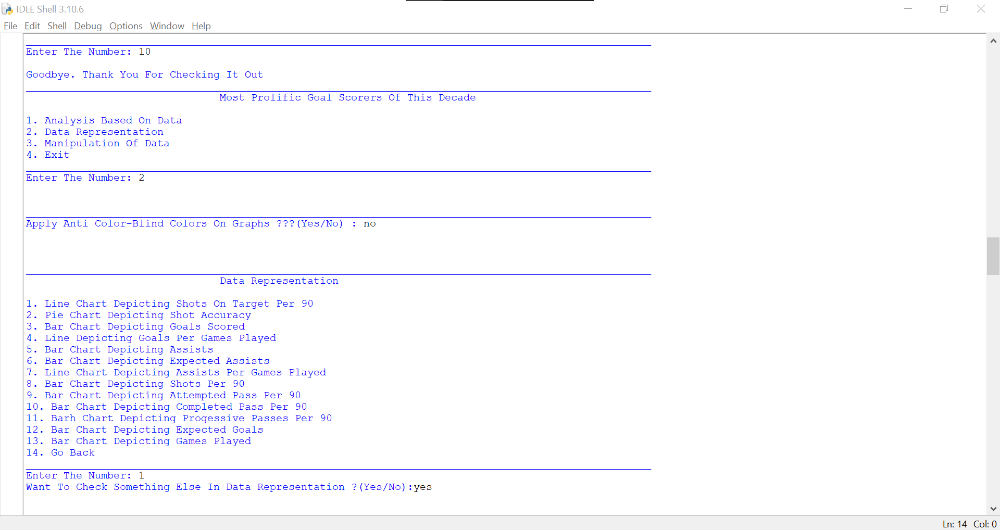 IDLE Shell 3.10.6
File Edit Shell Debug Options Window Help
Enter The Number: 10
Goodbye. Thank You For Checking It Out
Most Prolific Goal Scorers Of This Decade
1. Analysis Based On Data
2. Data Representation
3. Manipulation Of Data
4. Exit
Enter The Number: 2
Apply Anti Color-Blind Colors On Graphs ???(Yes/No) : no
Data Representation
1. Line Chart Depicting Shots On Target Per 90
2. Pie Chart Depicting Shot Accuracy
3. Bar Chart Depicting Goals Scored
4. Line Depicting Goals Per Games Played
5. Bar Chart Depicting Assists
6. Bar Chart Depicting Expected Assists
7. Line Chart Depicting Assists Per Games Played
8. Bar Chart Depicting Shots Per 90
9. Bar Chart Depicting Attempted Pass Per 90
10. Bar Chart Depicting Completed Pass Per 90
11. Barh Chart Depicting Progessive Passes Per 90
12. Bar Chart Depicting Expected Goals
13. Bar Chart Depicting Games Played
14. Go Back
Enter The Number: 1
Want To Check Something Else In Data Representation ?(Yes/No):yes
Ln: 14 Col: 0